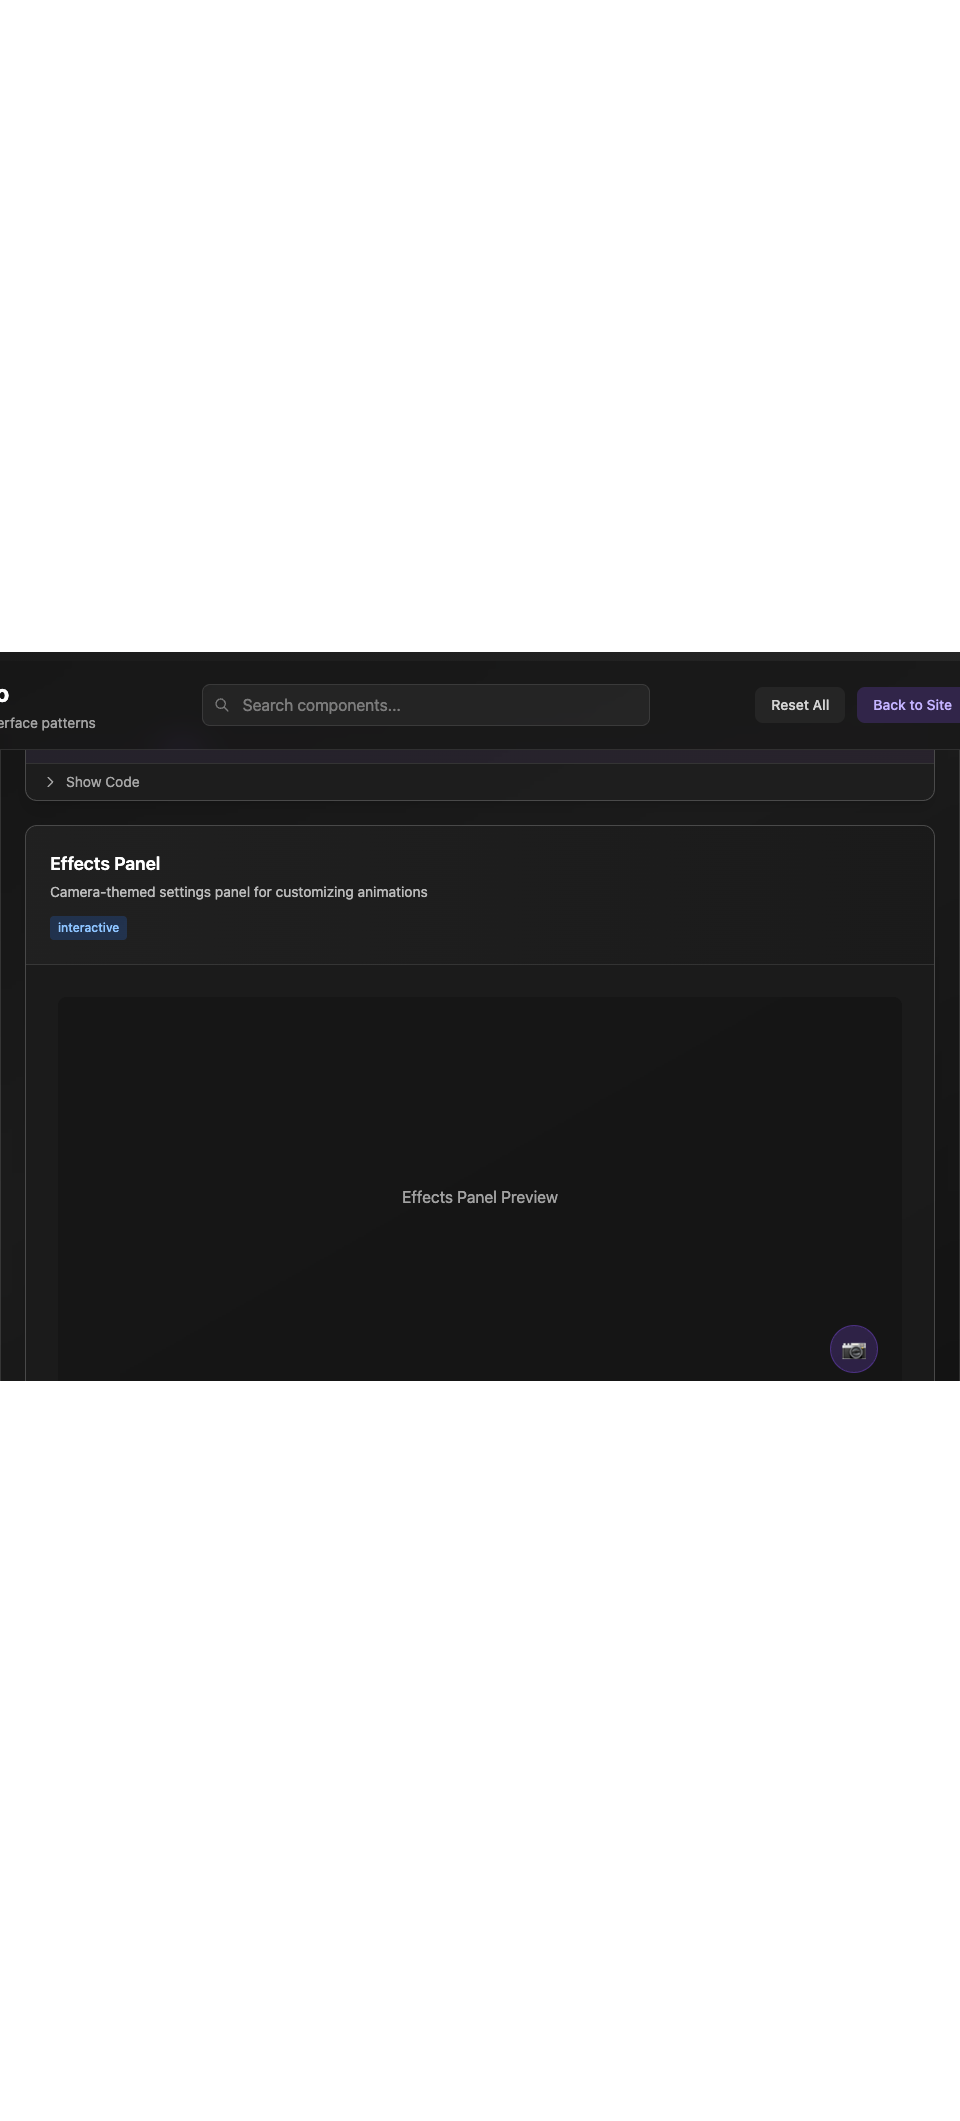 o
erface patterns
Search components...
Reset All
Back to Site
Show Code
Effects Panel
Camera-themed settings panel for customizing animations
interactive
Effects Panel Preview